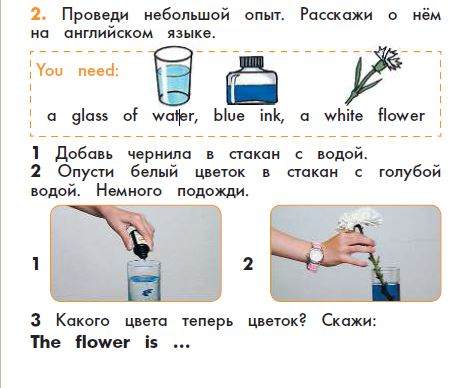 2. Проведи небольшой опыт. Расскажи о нём
на английском языке.
You need:
a glass of water, blue ink, a white flower
1 Добавь чернила в стакан с водой.
2 Опусти белый цветок в стакан с голубой
водой. Немного подожди.
1
2
3 Какого цвета теперь цветок? Скажи:
The flower is ...